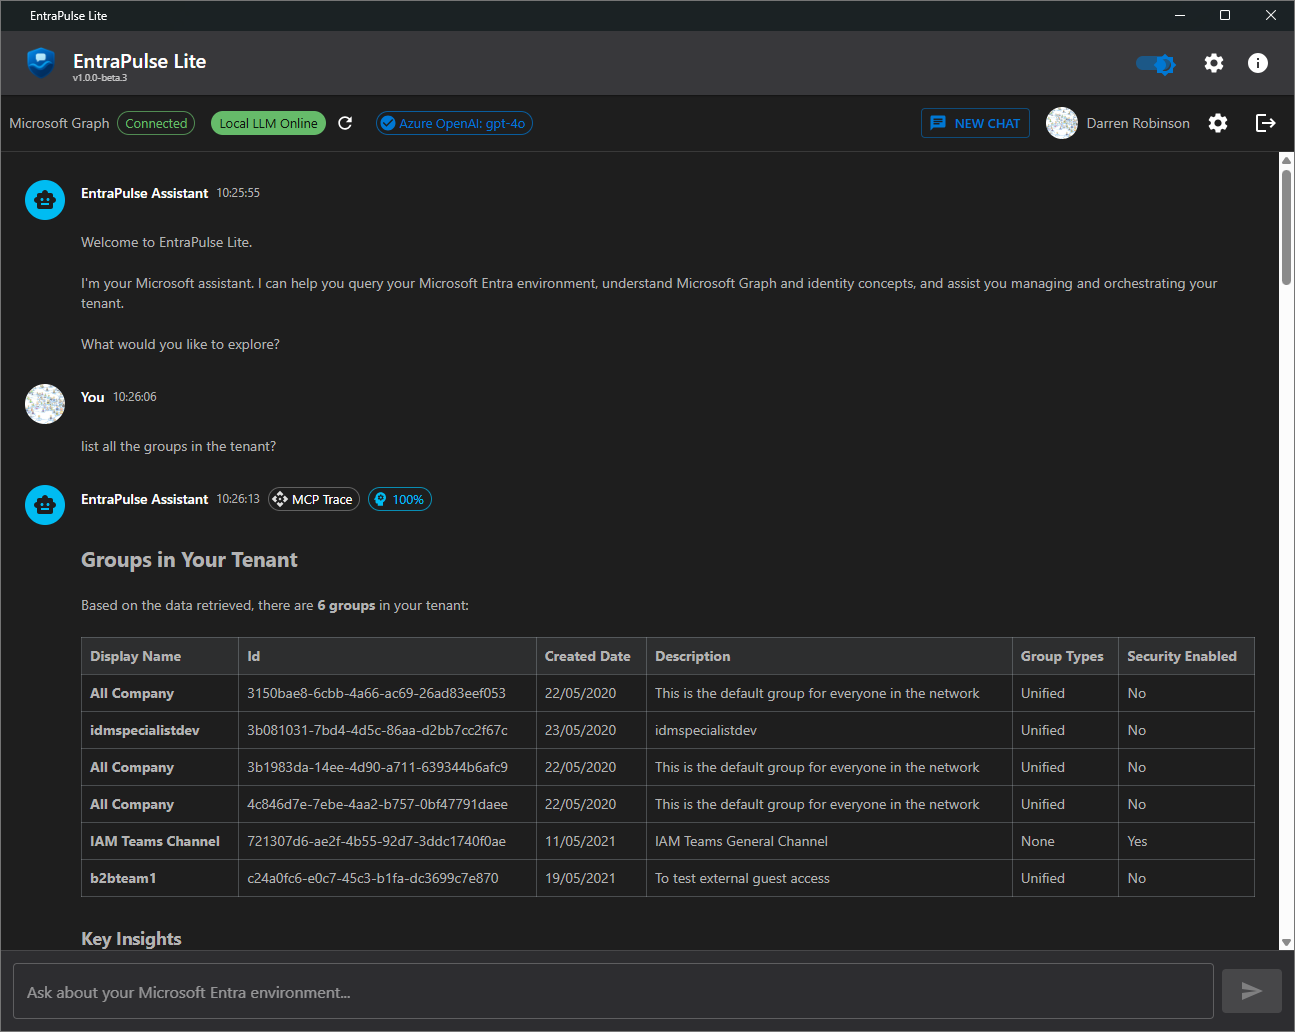 EntraPulse Lite
EntraPulse Lite
v1.0.0-beta.3
Microsoft Graph Connected Local LLM Online Azure OpenAI: gpt-4o NEW CHAT Darren Robinson
EntraPulse Assistant 10:25:55
Welcome to EntraPulse Lite.
I'm your Microsoft assistant. I can help you query your Microsoft Entra environment, understand Microsoft Graph and identity concepts, and assist you managing and orchestrating your
tenant.
What would you like to explore?
You 10:26:06
list all the groups in the tenant?
EntraPulse Assistant 10:26:13 MCP Trace 100%
Groups in Your Tenant
Based on the data retrieved, there are 6 groups in your tenant:
Display Name Id Created Date Description Group Types Security Enabled
All Company 3150bae8-6cbb-4a66-ac69-26ad83eef053 22/05/2020 This is the default group for everyone in the network Unified No
idmspecialistdev 3b081031-7bd4-4d5c-86aa-d2bb7cc2f67c 23/05/2020 idmspecialistdev Unified No
All Company 3b1983da-14ee-4d90-a711-639344b6afc9 22/05/2020 This is the default group for everyone in the network Unified No
All Company 4c846d7e-7ebe-4aa2-b757-0bf47791daee 22/05/2020 This is the default group for everyone in the network Unified No
IAM Teams Channel 721307d6-ae2f-4b55-92d7-3ddc1740f0ae 11/05/2021 IAM Teams General Channel None Yes
b2bteam1 c24a0fc6-e0c7-45c3-b1fa-dc3699c7e870 19/05/2021 To test external guest access Unified No
Key Insights
Ask about your Microsoft Entra environment...